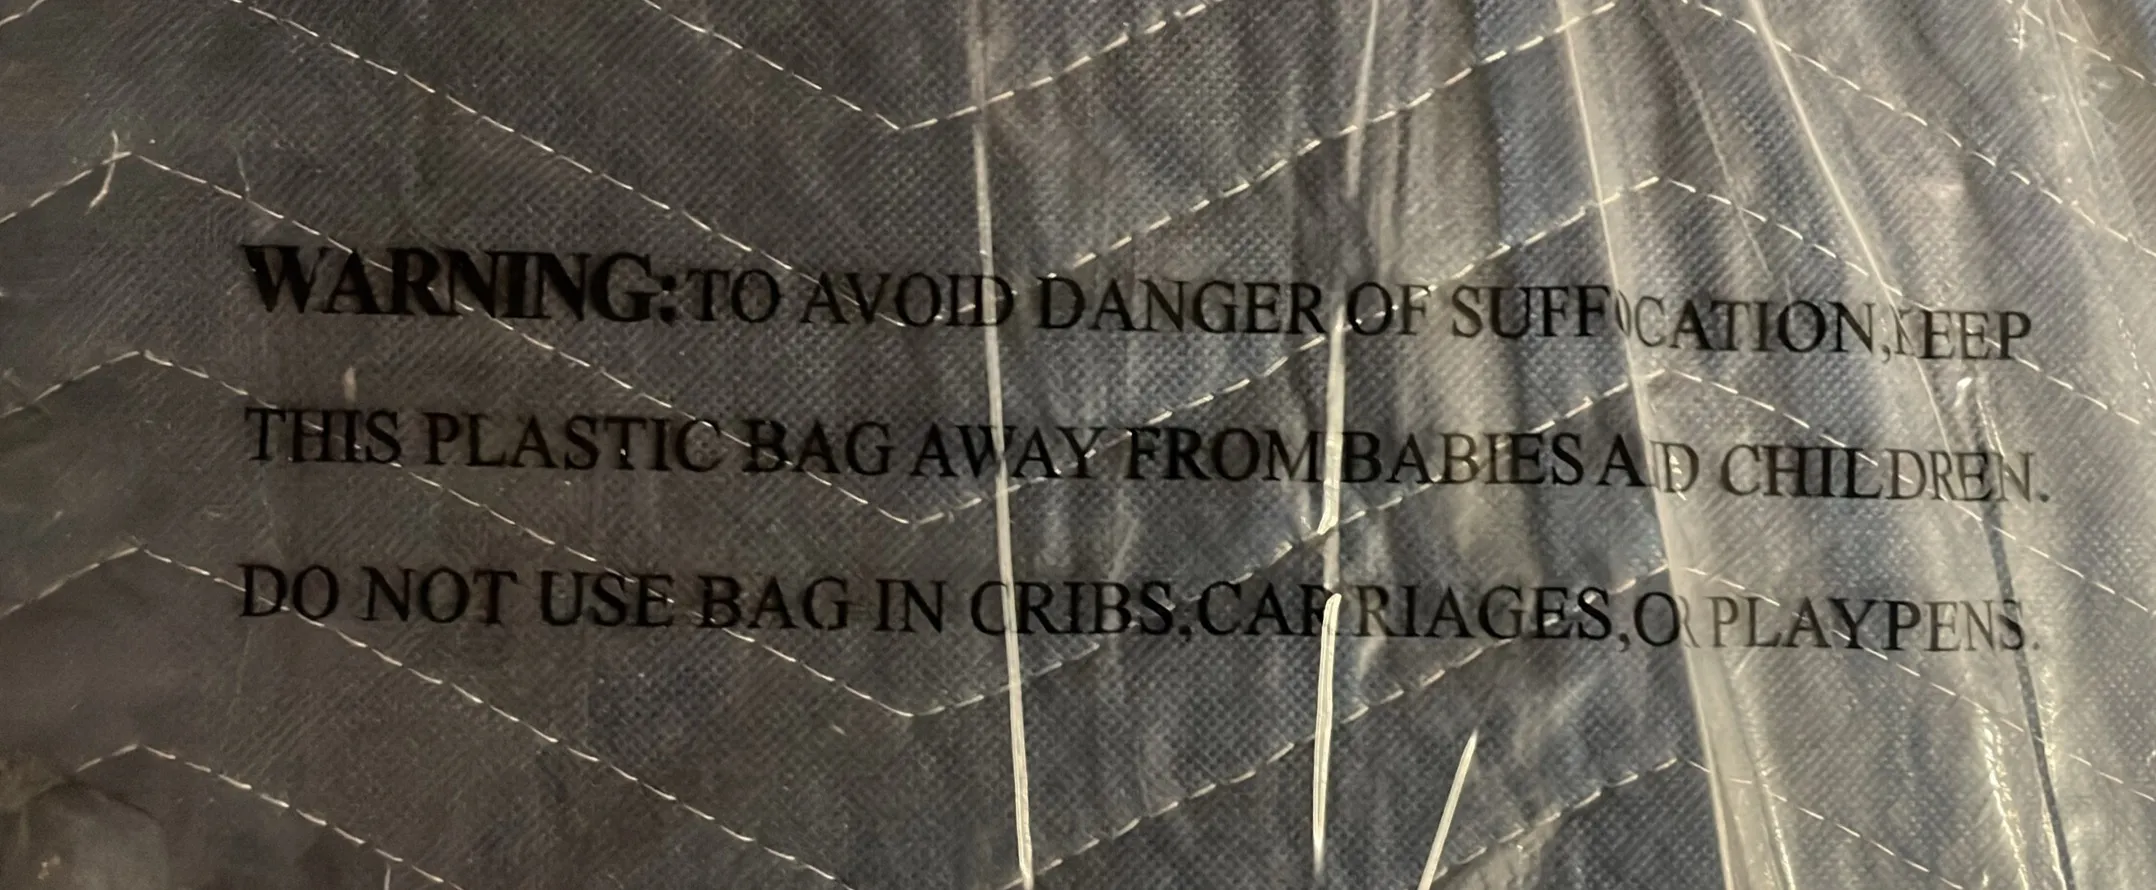 WARNING:TO AVOID DANGER OF SUFFOCATION,KEEP
THIS PLASTIC BAG AWAY FROM BABIES AND CHILDREN.
DO NOT USE BAG IN CRIBS,CARRIAGES,OR PLAYPENS.